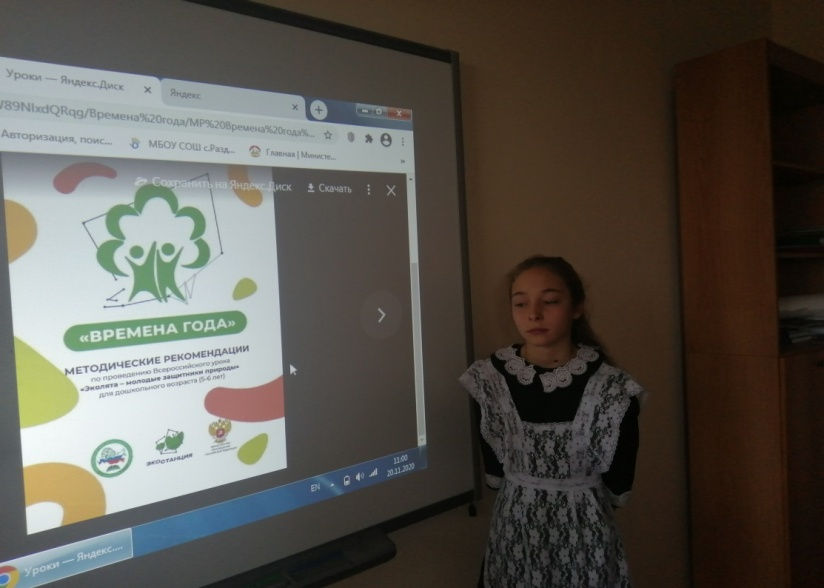 Уроки — Яндекс.Диск
Яндекс
/89NlxdQRqg/Времена%20года/МР%20Времена%20года%...
Авторизация, поис...
МБОУ СОШ с.Разд...
Главная | Министе...
Сохранить на Яндекс.Диск
Скачать
«ВРЕМЕНА ГОДА»
МЕТОДИЧЕСКИЕ РЕКОМЕНДАЦИИ
по проведению Всероссийского урока
«Эколята – молодые защитники природы»
для дошкольного возраста (5-6 лет)
ЭКОСТАНЦИЯ
EN
11:00
20.11.2020
Уроки — Яндекс....